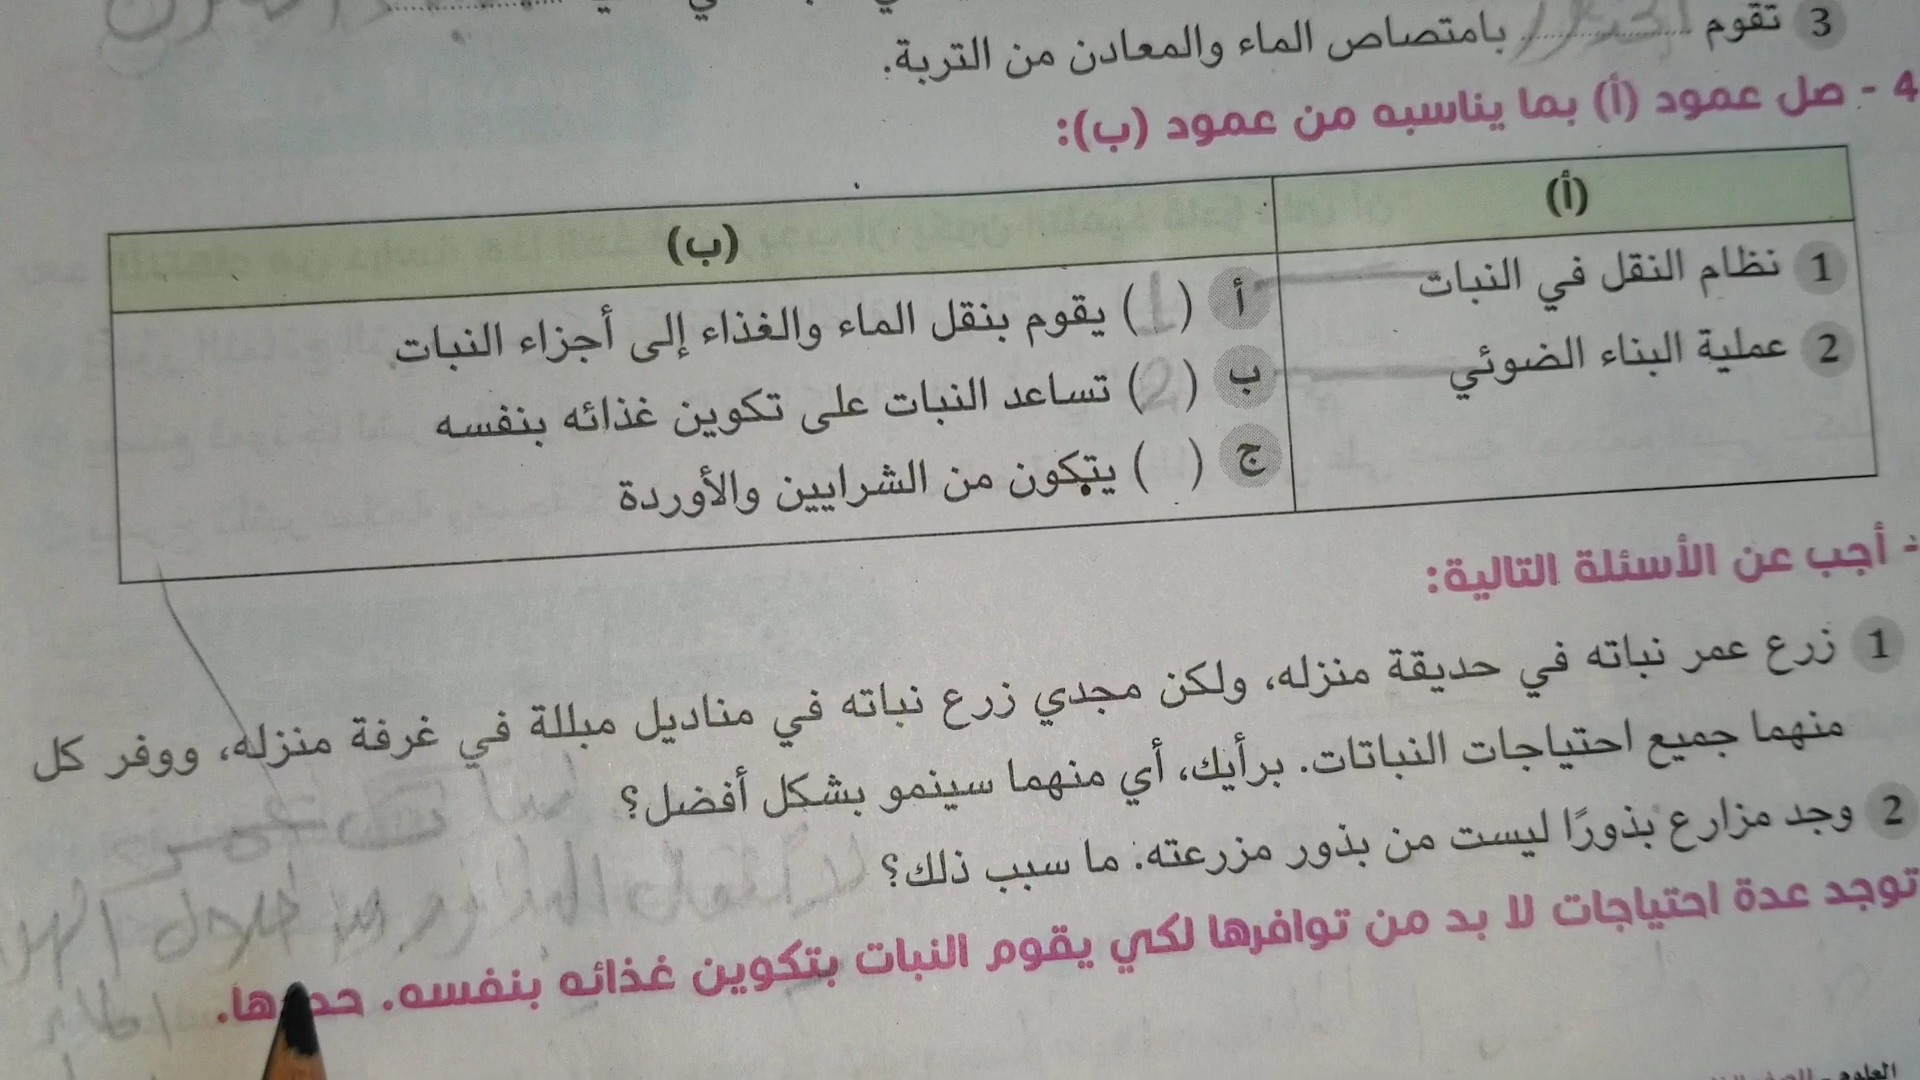 3 تقوم ............ بامتصاص الماء والمعادن من التربة.
4 - صل عمود (أ) بما يناسبه من عمود (ب):
(أ) (ب)
1 نظام النقل في النبات أ (1) يقوم بنقل الماء والغذاء إلى أجزاء النبات.
2 عملية البناء الضوئي ب (2) تساعد النبات على تكوين غذائه بنفسه
ج ( ) يتكون من الشرايين والأوردة
- أجب عن الأسئلة التالية:
1 زرع عمر نباته في حديقة منزله، ولكن مجدي زرع نباته في مناديل مبللة في غرفة منزله، ووفر كل
منهما جميع احتياجات النباتات. برأيك، أي منهما سينمو بشكل أفضل؟
2 وجد مزارع بذورًا ليست من بذور مزرعته. ما سبب ذلك؟
البذور من خلال
توجد عدة احتياجات لا بد من توافرها لكي يقوم النبات بتكوين غذائه بنفسه. حددها.
العلوم -